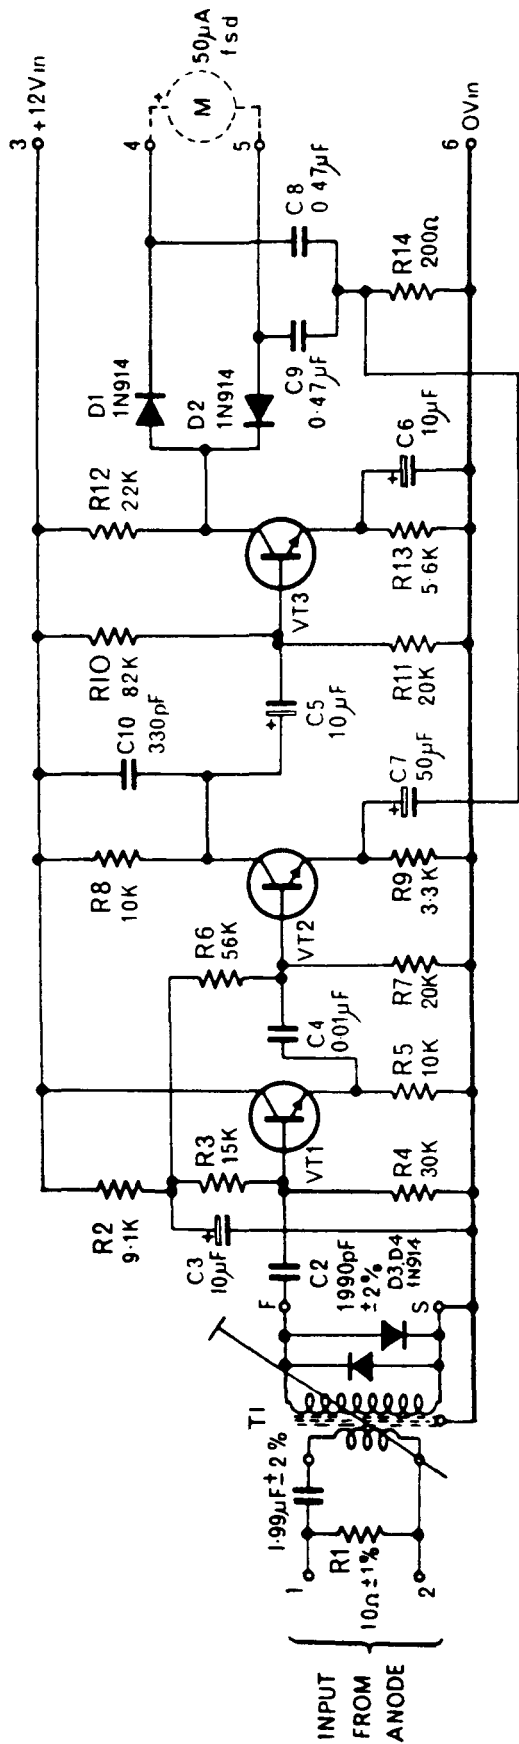 INPUT
FROM
ANODE
1
2
R1
10Ω ±1%
1·99µF ±2%
T1
F
S
C2
1990pF
±2%
D3,D4
1N914
C3
10µF
R2
9·1K
R3
15K
R4
30K
VT1
R5
10K
C4
0·01µF
R6
56K
R7
20K
VT2
R8
10K
R9
3·3K
C7
50µF
C10
330pF
C5
10µF
R10
82K
R11
20K
VT3
R12
22K
R13
5·6K
C6
10µF
D1
1N914
D2
1N914
C9
0·47µF
C8
0·47µF
R14
200Ω
3
+12Vin
4
5
M
50µA
fsd
6
0Vin